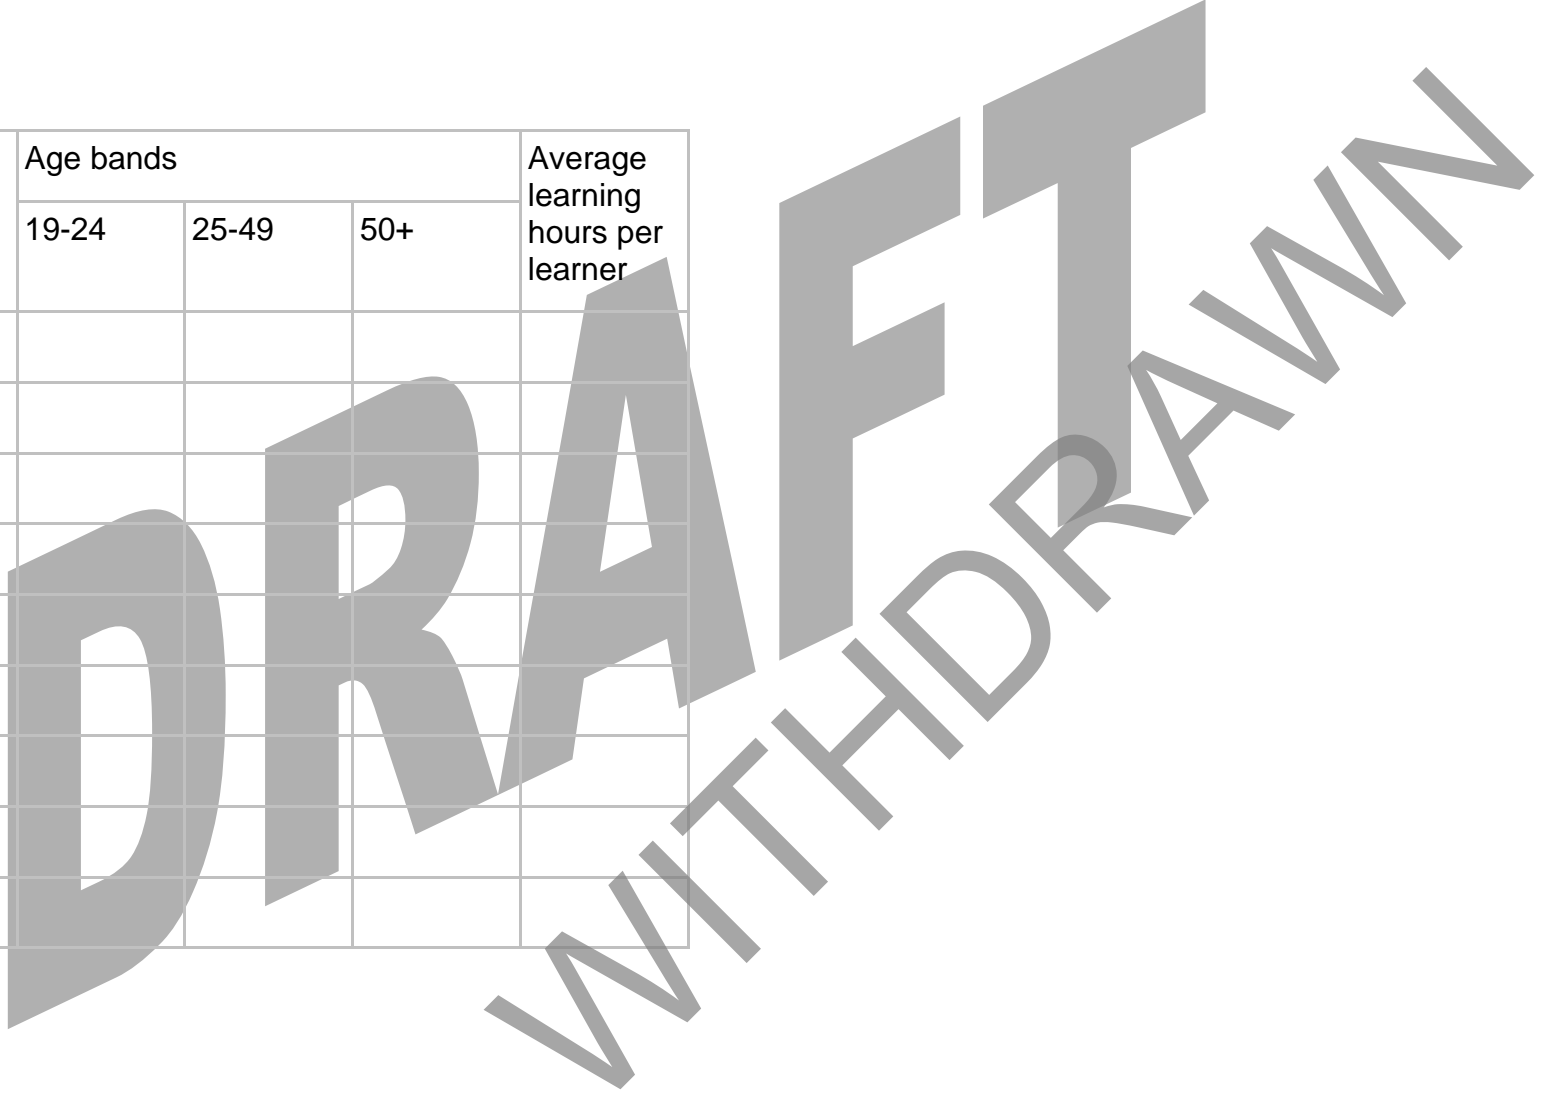 Age bands
Average
learning
hours per
learner
19-24 25-49 50+
DRAFT
WITHDRAWN